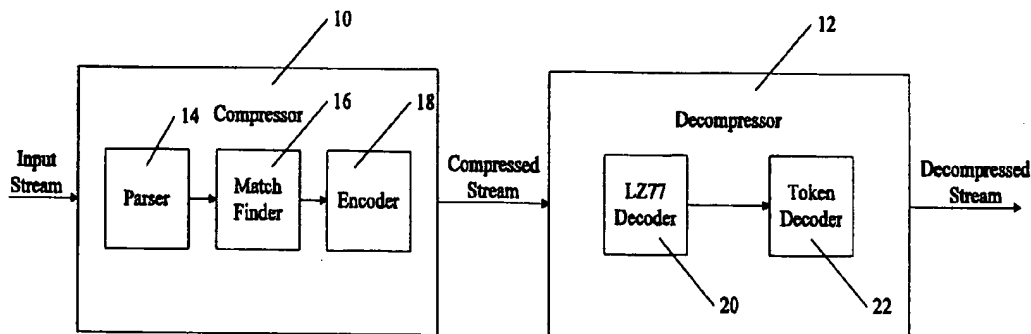 10
12
14
Compressor
16
18
Decompressor
Input
Stream
Parser
Match
Finder
Encoder
Compressed
Stream
LZ77
Decoder
Token
Decoder
Decompressed
Stream
20
22